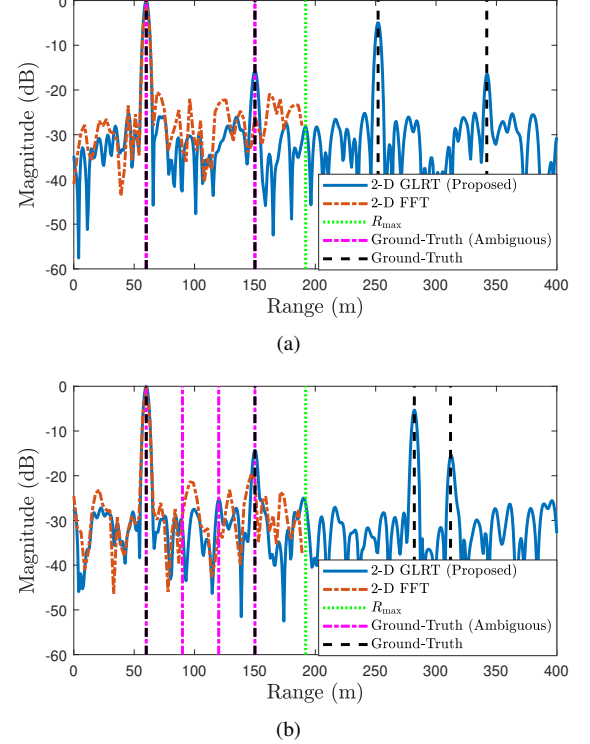 0
-10
-20
-30
-40
-50
-60
Magnitude (dB)
2-D GLRT (Proposed)
2-D FFT
Rmax
Ground-Truth (Ambiguous)
Ground-Truth
0 50 100 150 200 250 300 350 400
Range (m)
(a)
0
-10
-20
-30
-40
-50
-60
Magnitude (dB)
2-D GLRT (Proposed)
2-D FFT
Rmax
Ground-Truth (Ambiguous)
Ground-Truth
0 50 100 150 200 250 300 350 400
Range (m)
(b)